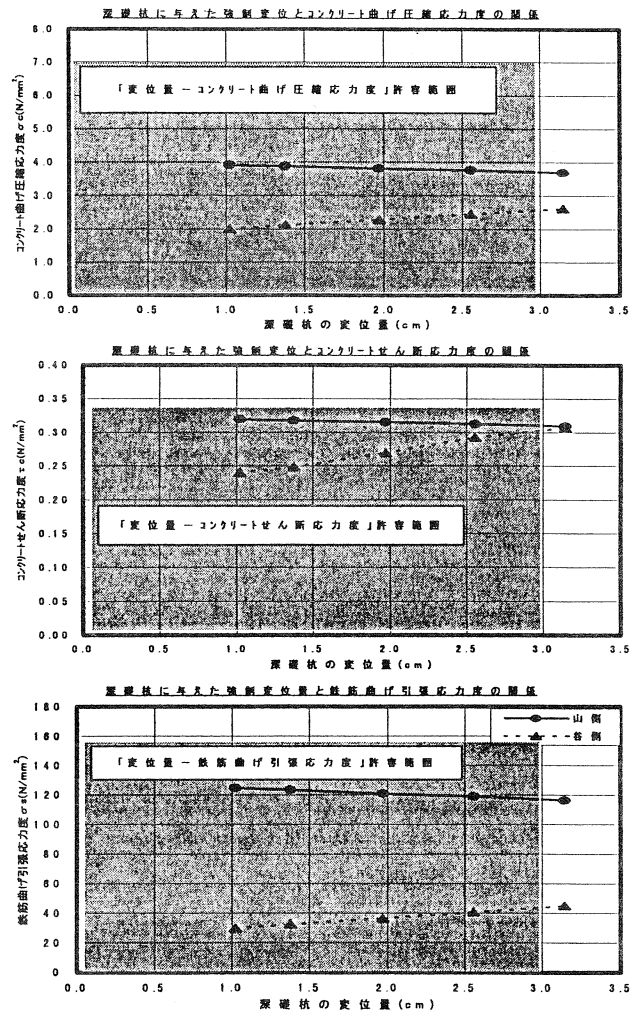 深礎杭に与えた強制変位とコンクリート曲げ圧縮応力度の関係
コンクリート曲げ圧縮応力度σc(N/mm²)
8.0
7.0
6.0
5.0
4.0
3.0
2.0
1.0
0.0
「変位量－コンクリート曲げ圧縮応力度」許容範囲
0.0 0.5 1.0 1.5 2.0 2.5 3.0 3.5
深礎杭の変位量(cm)
深礎杭に与えた強制変位とコンクリートせん断応力度の関係
コンクリートせん断応力度τc(N/mm²)
0.40
0.35
0.30
0.25
0.20
0.15
0.10
0.05
0.00
「変位量－コンクリートせん断応力度」許容範囲
0.0 0.5 1.0 1.5 2.0 2.5 3.0 3.5
深礎杭の変位量(cm)
深礎杭に与えた強制変位量と鉄筋曲げ引張応力度の関係
鉄筋曲げ引張応力度σs(N/mm²)
180
160
140
120
100
80
60
40
20
0
山側
谷側
「変位量－鉄筋曲げ引張応力度」許容範囲
0.0 0.5 1.0 1.5 2.0 2.5 3.0 3.5
深礎杭の変位量(cm)